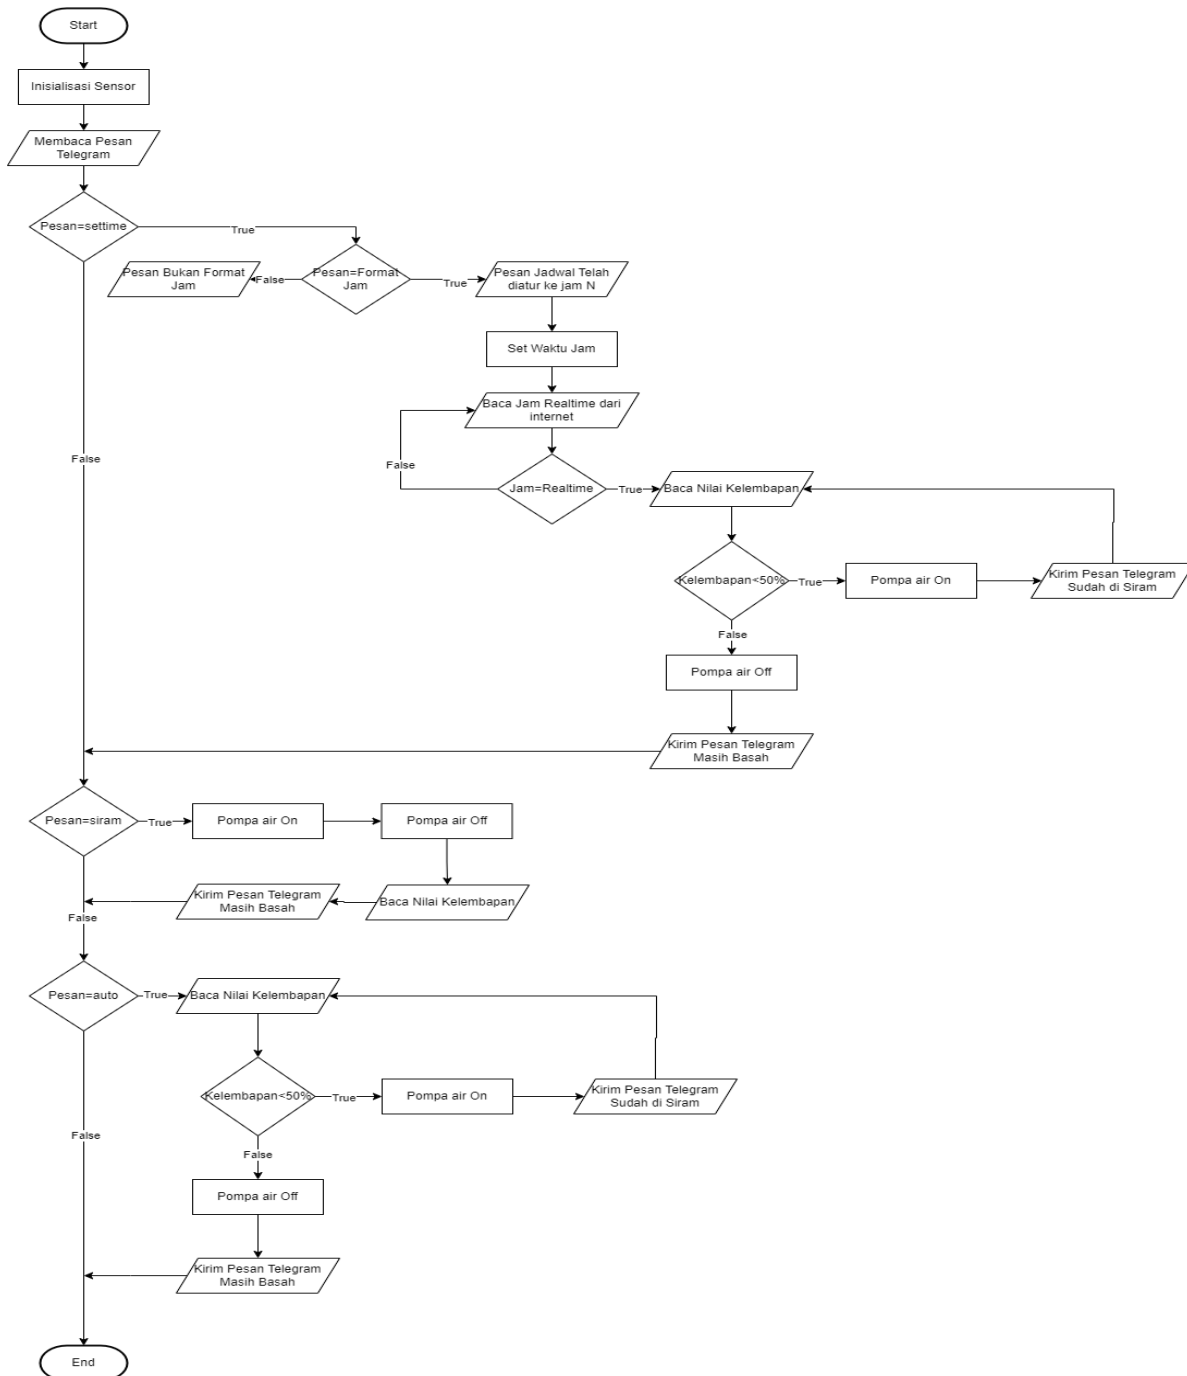 Start
Inisialisasi Sensor
Membaca Pesan
Telegram
Pesan=settime
True
Pesan Bukan Format
Jam
False
Pesan=Format
Jam
True
Pesan Jadwal Telah
diatur ke jam N
Set Waktu Jam
Baca Jam Realtime dari
internet
False
False
Jam=Realtime
True
Baca Nilai Kelembapan
Kelembapan<50%
True
Pompa air On
Kirim Pesan Telegram
Sudah di Siram
False
Pompa air Off
Kirim Pesan Telegram
Masih Basah
Pesan=siram
True
Pompa air On
Pompa air Off
Kirim Pesan Telegram
Masih Basah
Baca Nilai Kelembapan
False
Pesan=auto
True
Baca Nilai Kelembapan
Kelembapan<50%
True
Pompa air On
Kirim Pesan Telegram
Sudah di Siram
False
False
Pompa air Off
Kirim Pesan Telegram
Masih Basah
End